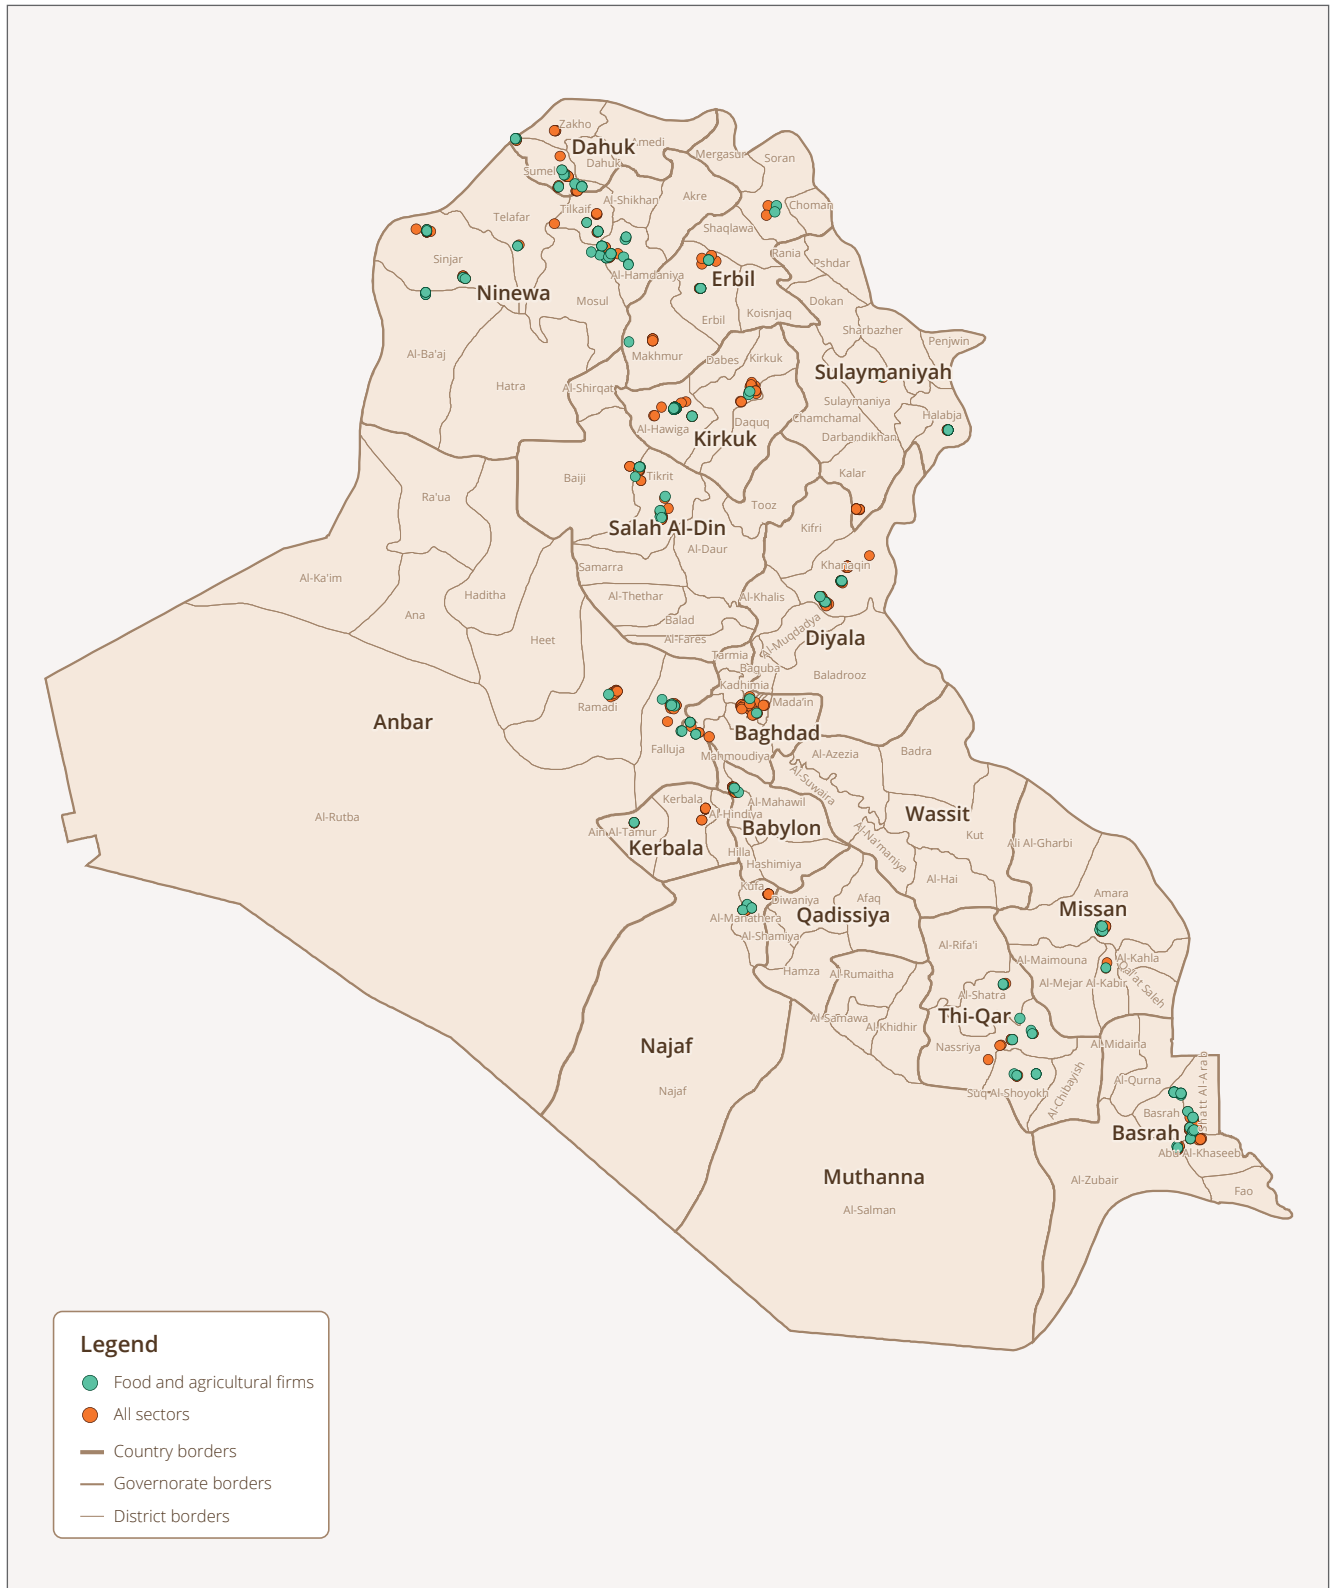 Zakho
Dahuk
Amedi
Dahuk
Sumel
Mergasur
Soran
Akre
Al-Shikhan
Tilkaif
Telafar
Choman
Shaqlawa
Rania
Pshdar
Sinjar
Al-Hamdaniya
Erbil
Ninewa
Mosul
Dokan
Erbil
Koisnjaq
Sharbazher
Penjwin
Al-Ba'aj
Makhmur
Dabes
Kirkuk
Sulaymaniyah
Hatra
Al-Shirqat
Sulaymaniya
Halabja
Chamchamal
Daquq
Al-Hawiga
Kirkuk
Darbandikhan
Kalar
Baiji
Tikrit
Ra'ua
Tooz
Salah Al-Din
Kifri
Al-Daur
Khanaqin
Samarra
Al-Ka'im
Haditha
Al-Thethar
Al-Khalis
Ana
Balad
Al-Fares
Heet
Al-Muqdadya
Diyala
Tarmia
Baquba
Baladrooz
Kadhimia
Ramadi
Mada'in
Anbar
Baghdad
Falluja
Mahmoudiya
Al-Azezia
Badra
Al-Suwaira
Kerbala
Al-Mahawil
Al-Hindiya
Al-Rutba
Wassit
Babylon
Ain Al-Tamur
Kut
Kerbala
Al-Na'maniya
Ali Al-Gharbi
Hilla
Hashimiya
Al-Hai
Kufa
Diwaniya
Afaq
Amara
Missan
Al-Manathera
Qadissiya
Al-Shamiya
Al-Rifa'i
Al-Maimouna
Al-Kahla
Hamza
Al-Rumaitha
Al-Mejar Al-Kabir
Qal'at Saleh
Al-Shatra
Thi-Qar
Al-Samawa
Al-Khidhir
Najaf
Nassriya
Al-Midaina
Al-Qurna
Shatt Al-Arab
Najaf
Suq Al-Shoyokh
Al-Chibayish
Basrah
Basrah
Abu Al-Khaseeb
Muthanna
Al-Zubair
Fao
Al-Salman
Legend
Food and agricultural firms
All sectors
Country borders
Governorate borders
District borders